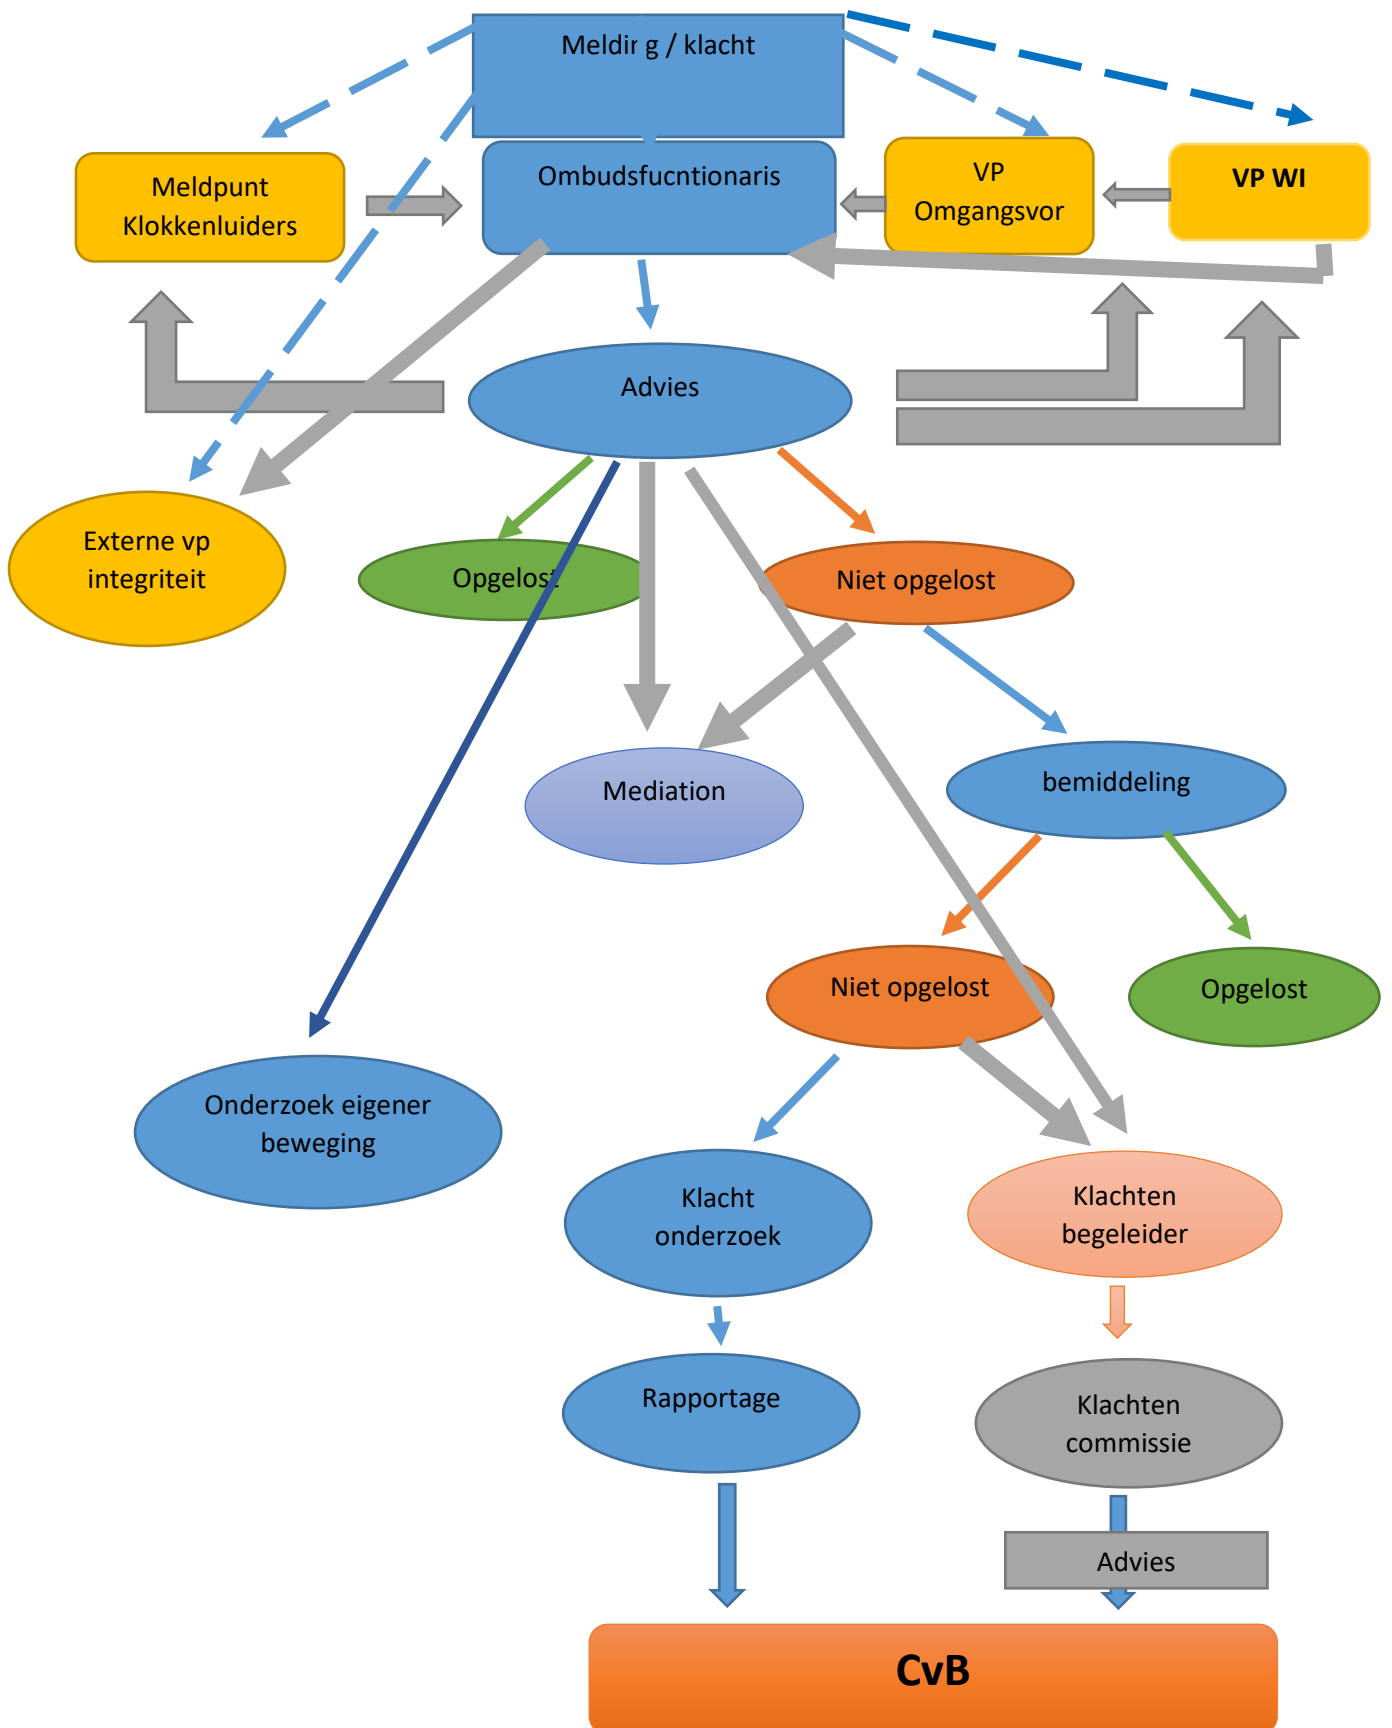 Meldirg / klacht
Meldpunt
Klokkenluiders
Ombudsfucntionaris
VP
Omgangsvor
VP WI
Advies
Externe vp
integriteit
Opgelost
Niet opgelost
Mediation
bemiddeling
Niet opgelost
Opgelost
Onderzoek eigener
beweging
Klacht
onderzoek
Klachten
begeleider
Rapportage
Klachten
commissie
Advies
CvB